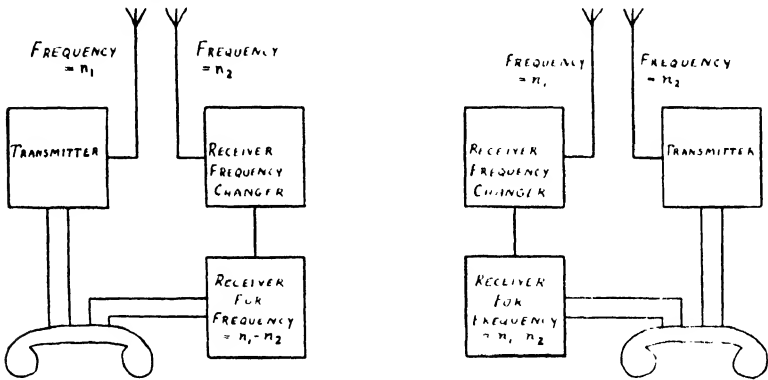 FREQUENCY
= n₁
FREQUENCY
= n₂
TRANSMITTER
RECEIVER
FREQUENCY
CHANGER
RECEIVER
FOR
FREQUENCY
= n₁- n₂
FREQUENCY
= n₁
FREQUENCY
= n₂
RECEIVER
FREQUENCY
CHANGER
TRANSMITTER
RECEIVER
FOR
FREQUENCY
= n₁ n₂